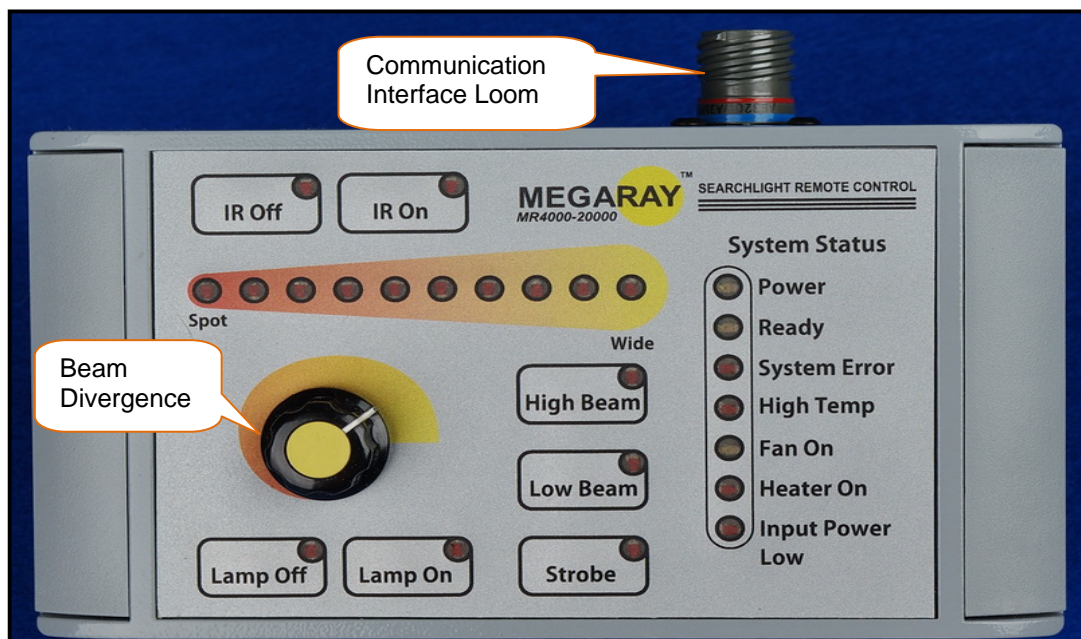 Communication
Interface Loom
IR Off
IR On
MEGARAY™
MR4000-20000
SEARCHLIGHT REMOTE CONTROL
System Status
Power
Ready
System Error
High Temp
Fan On
Heater On
Input Power
Low
Spot
Wide
Beam
Divergence
High Beam
Low Beam
Lamp Off
Lamp On
Strobe